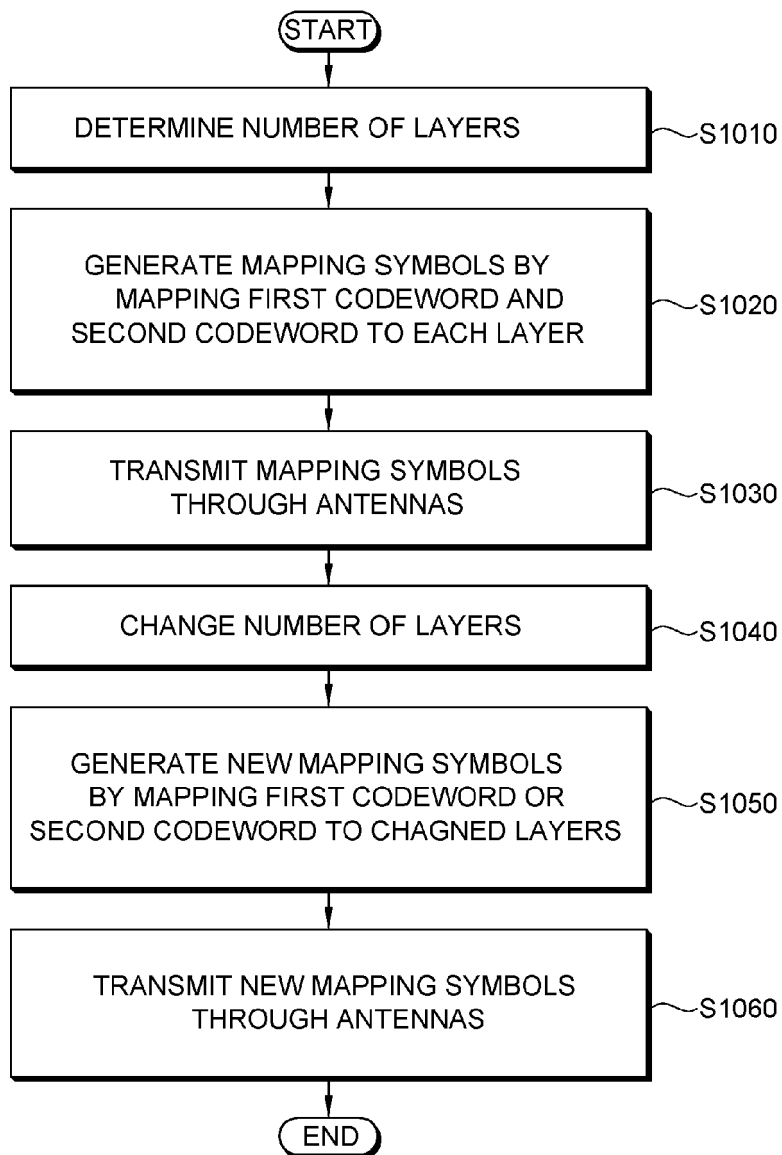 START
DETERMINE NUMBER OF LAYERS
S1010
GENERATE MAPPING SYMBOLS BY
MAPPING FIRST CODEWORD AND
SECOND CODEWORD TO EACH LAYER
S1020
TRANSMIT MAPPING SYMBOLS
THROUGH ANTENNAS
S1030
CHANGE NUMBER OF LAYERS
S1040
GENERATE NEW MAPPING SYMBOLS
BY MAPPING FIRST CODEWORD OR
SECOND CODEWORD TO CHAGNED LAYERS
S1050
TRANSMIT NEW MAPPING SYMBOLS
THROUGH ANTENNAS
S1060
END